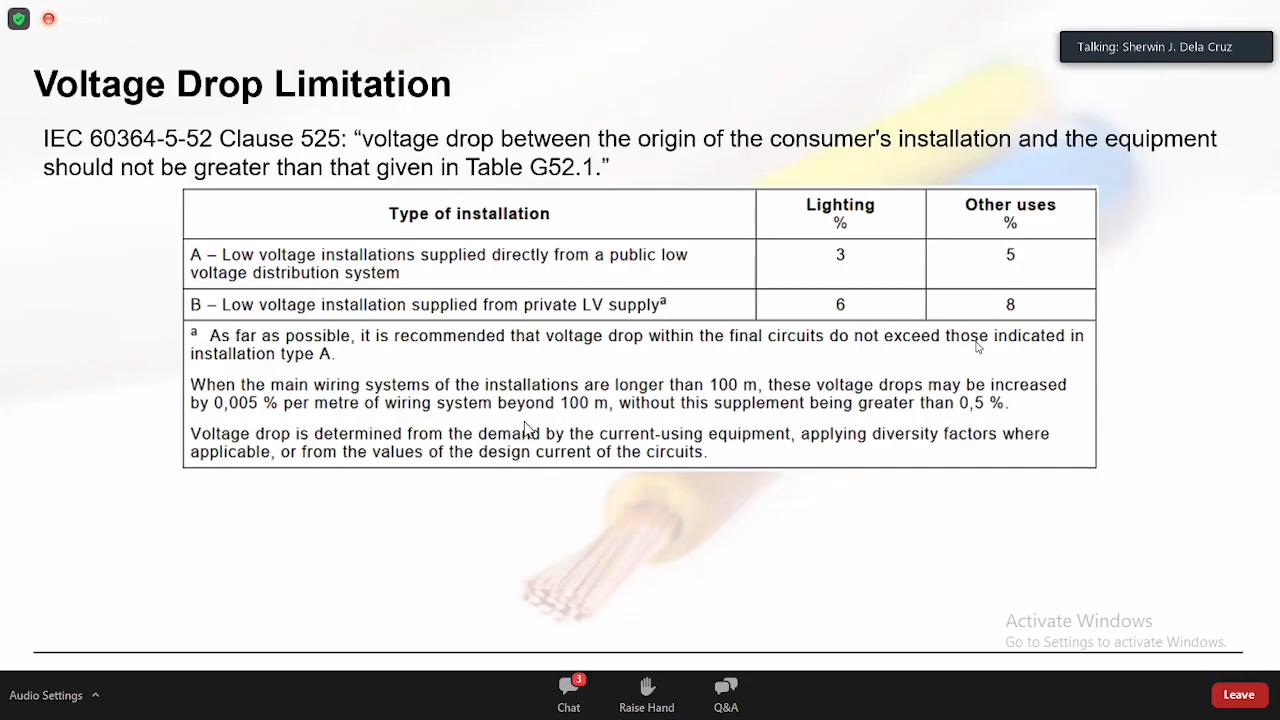 Talking: Sherwin J. Dela Cruz
Voltage Drop Limitation
IEC 60364-5-52 Clause 525: “voltage drop between the origin of the consumer's installation and the equipment
should not be greater than that given in Table G52.1.”
Type of installation
Lighting
%
Other uses
%
A – Low voltage installations supplied directly from a public low
voltage distribution system
3
5
B – Low voltage installation supplied from private LV supplyª
6
8
ª As far as possible, it is recommended that voltage drop within the final circuits do not exceed those indicated in
installation type A.
When the main wiring systems of the installations are longer than 100 m, these voltage drops may be increased
by 0,005 % per metre of wiring system beyond 100 m, without this supplement being greater than 0,5 %.
Voltage drop is determined from the demand by the current-using equipment, applying diversity factors where
applicable, or from the values of the design current of the circuits.
Activate Windows
Go to Settings to activate Windows.
Audio Settings
3
Chat
Raise Hand
Q&A
Leave